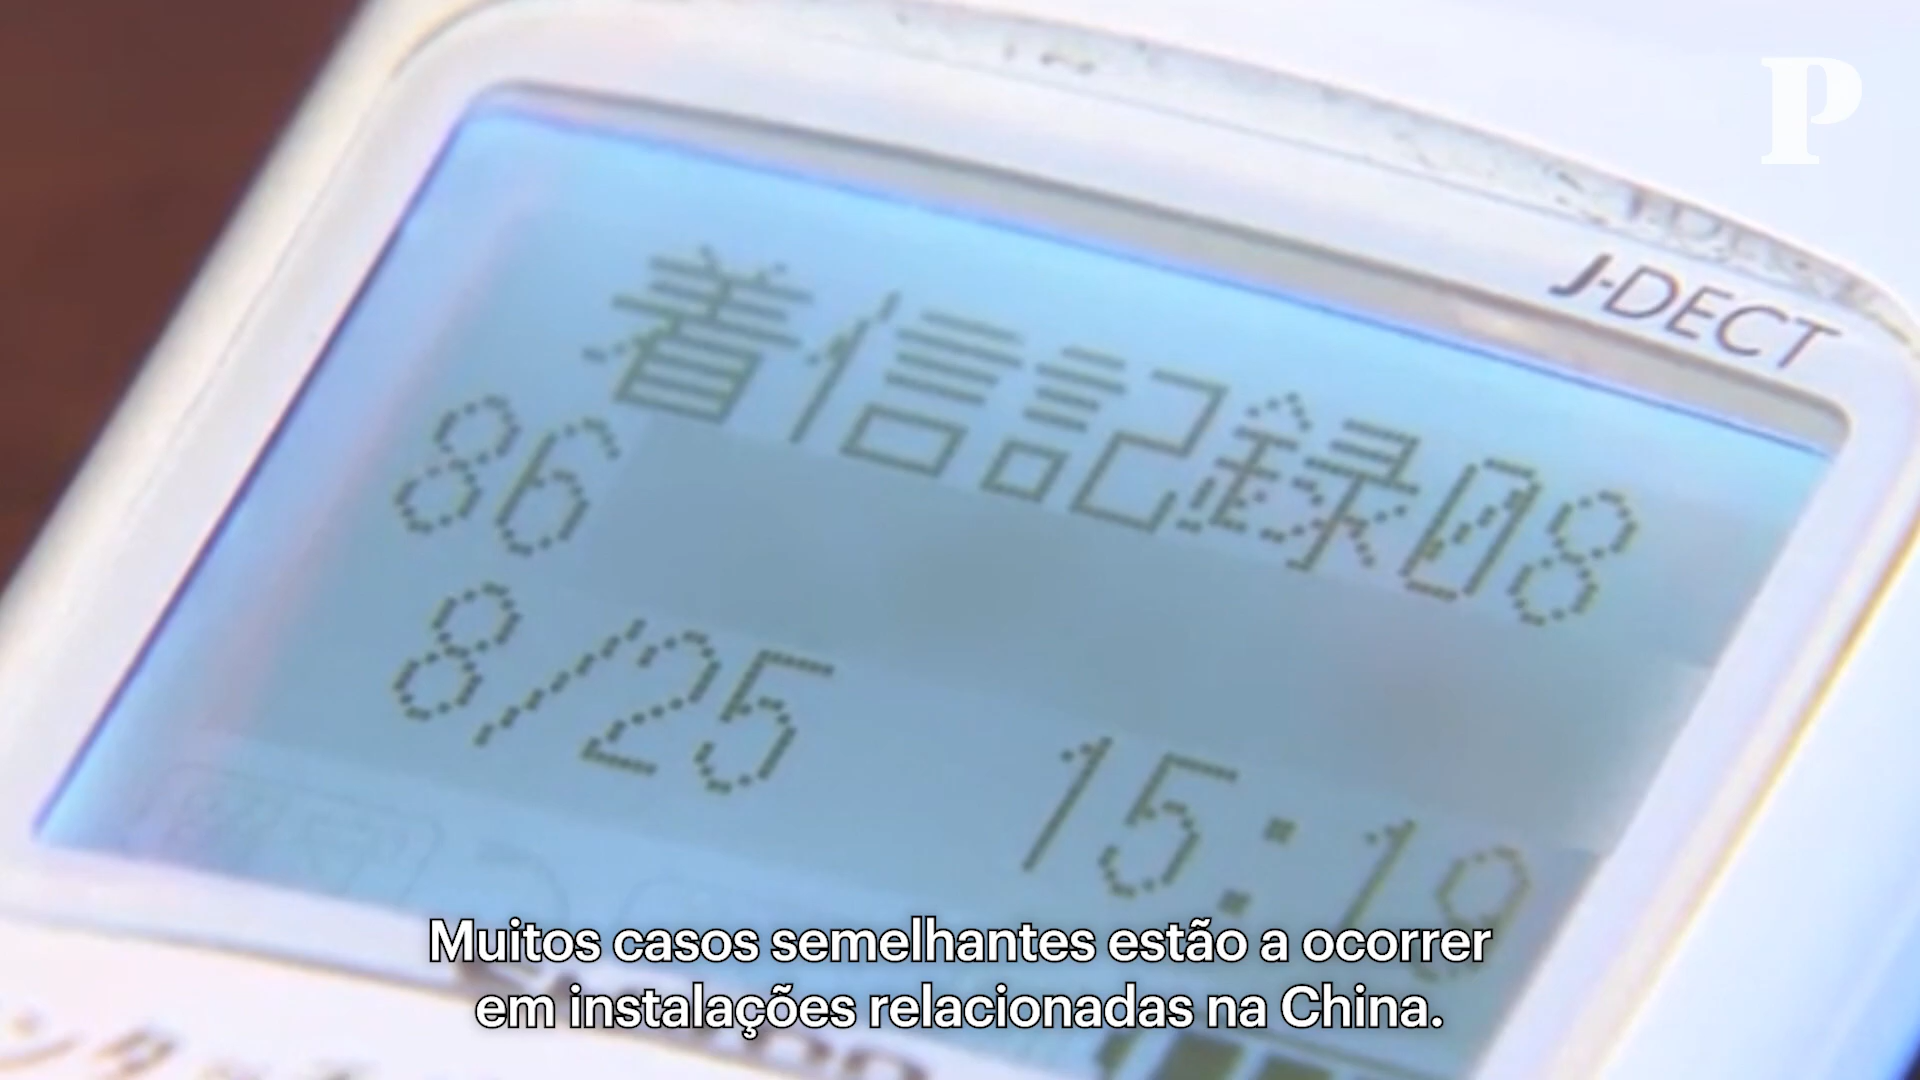 P
J·DECT
着信記録08
86
8/25 15:19
Muitos casos semelhantes estão a ocorrer
em instalações relacionadas na China.